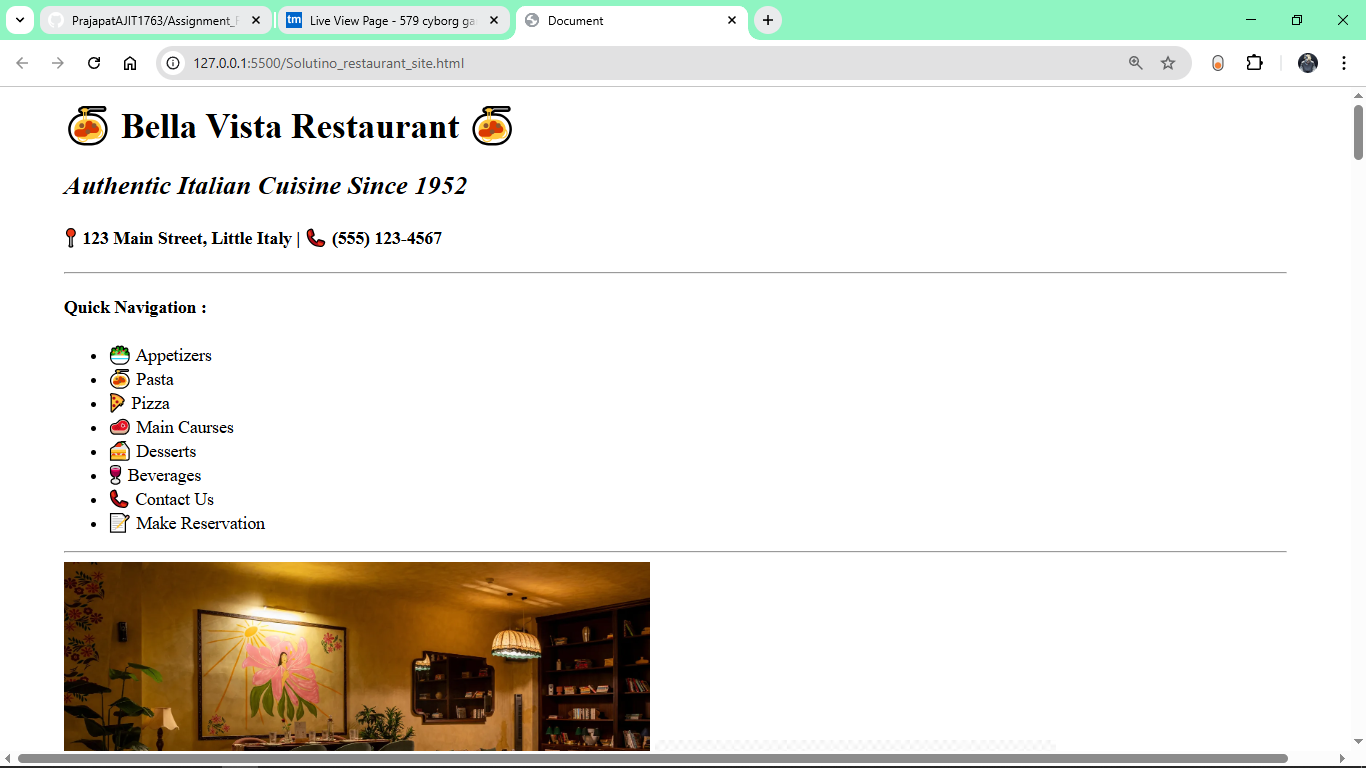 PrajapatAJIT1763/Assignment_
Live View Page - 579 cyborg ga
Document
127.0.0.1:5500/Solutino_restaurant_site.html
🍝 Bella Vista Restaurant 🍝
Authentic Italian Cuisine Since 1952
📍 123 Main Street, Little Italy | 📞 (555) 123-4567
Quick Navigation :
• 🥗 Appetizers
• 🍝 Pasta
• 🍕 Pizza
• 🥩 Main Caurses
• 🍰 Desserts
• 🍷 Beverages
• 📞 Contact Us
• 📝 Make Reservation